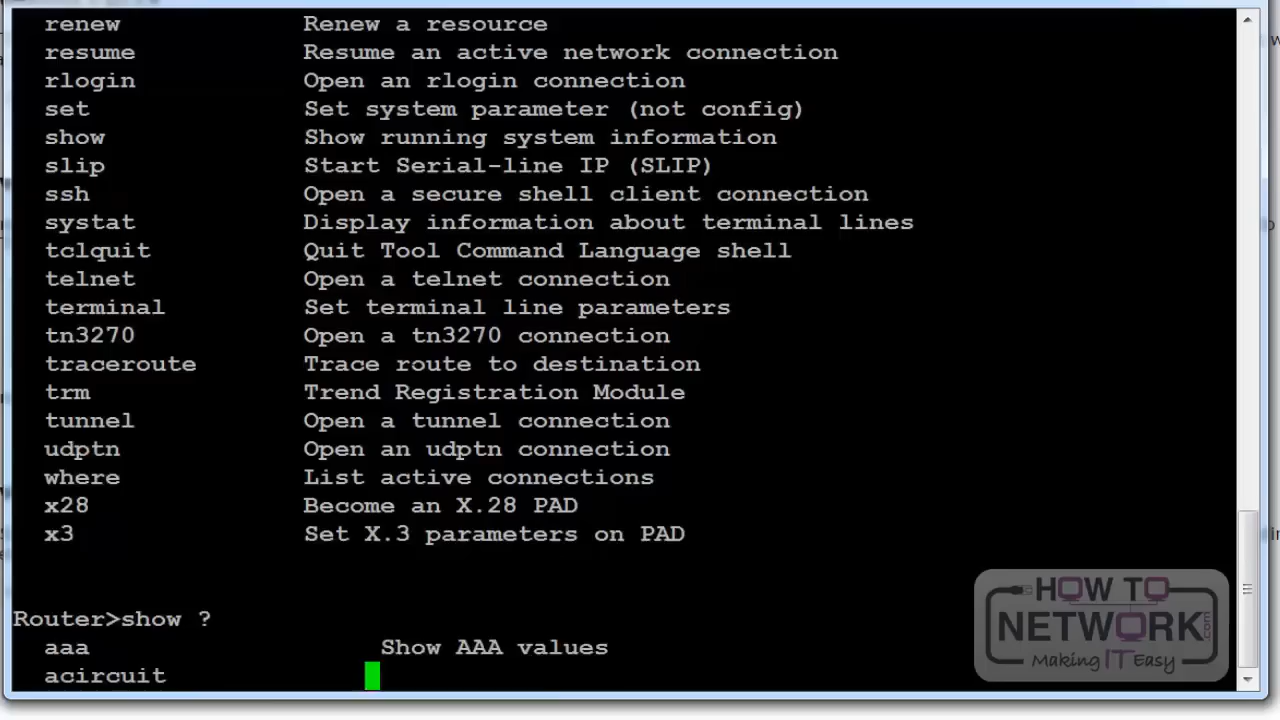 renew Renew a resource
resume Resume an active network connection
rlogin Open an rlogin connection
set Set system parameter (not config)
show Show running system information
slip Start Serial-line IP (SLIP)
ssh Open a secure shell client connection
systat Display information about terminal lines
tclquit Quit Tool Command Language shell
telnet Open a telnet connection
terminal Set terminal line parameters
tn3270 Open a tn3270 connection
traceroute Trace route to destination
trm Trend Registration Module
tunnel Open a tunnel connection
udptn Open an udptn connection
where List active connections
x28 Become an X.28 PAD
x3 Set X.3 parameters on PAD
Router>show ?
aaa Show AAA values
acircuit
HOW TO
NETWORK.com
Making IT Easy